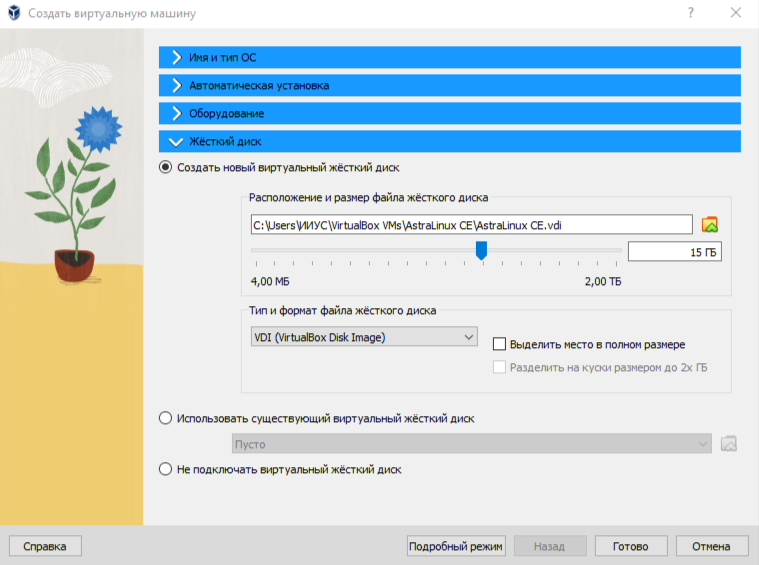 Создать виртуальную машину
?
Имя и тип ОС
Автоматическая установка
Оборудование
Жёсткий диск
Создать новый виртуальный жёсткий диск
Расположение и размер файла жёсткого диска
C:\Users\ИИУС\VirtualBox VMs\AstraLinux CE\AstraLinux CE.vdi
15 ГБ
4,00 МБ 2,00 ТБ
Тип и формат файла жёсткого диска
VDI (VirtualBox Disk Image)
Выделить место в полном размере
Разделить на куски размером до 2х ГБ
Использовать существующий виртуальный жёсткий диск
Пусто
Не подключать виртуальный жёсткий диск
Справка Подробный режим Назад Готово Отмена